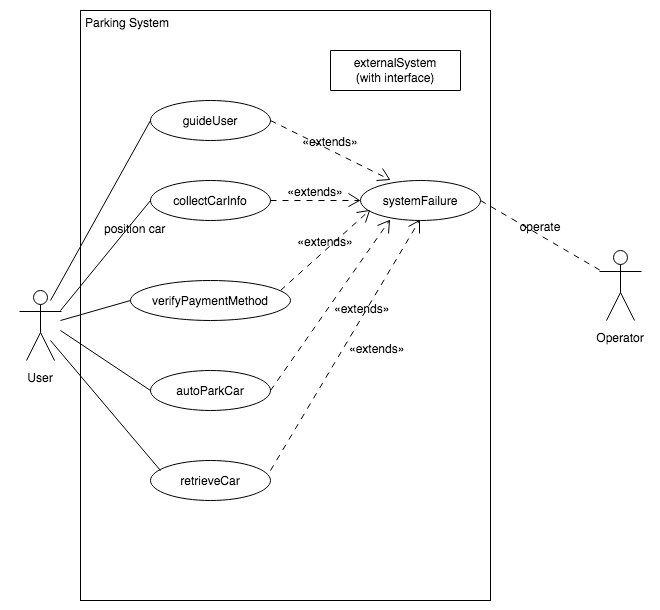 Parking System
externalSystem
(with interface)
guideUser
«extends»
collectCarInfo
«extends»
systemFailure
position car
operate
«extends»
verifyPaymentMethod
«extends»
Operator
«extends»
User
autoParkCar
retrieveCar